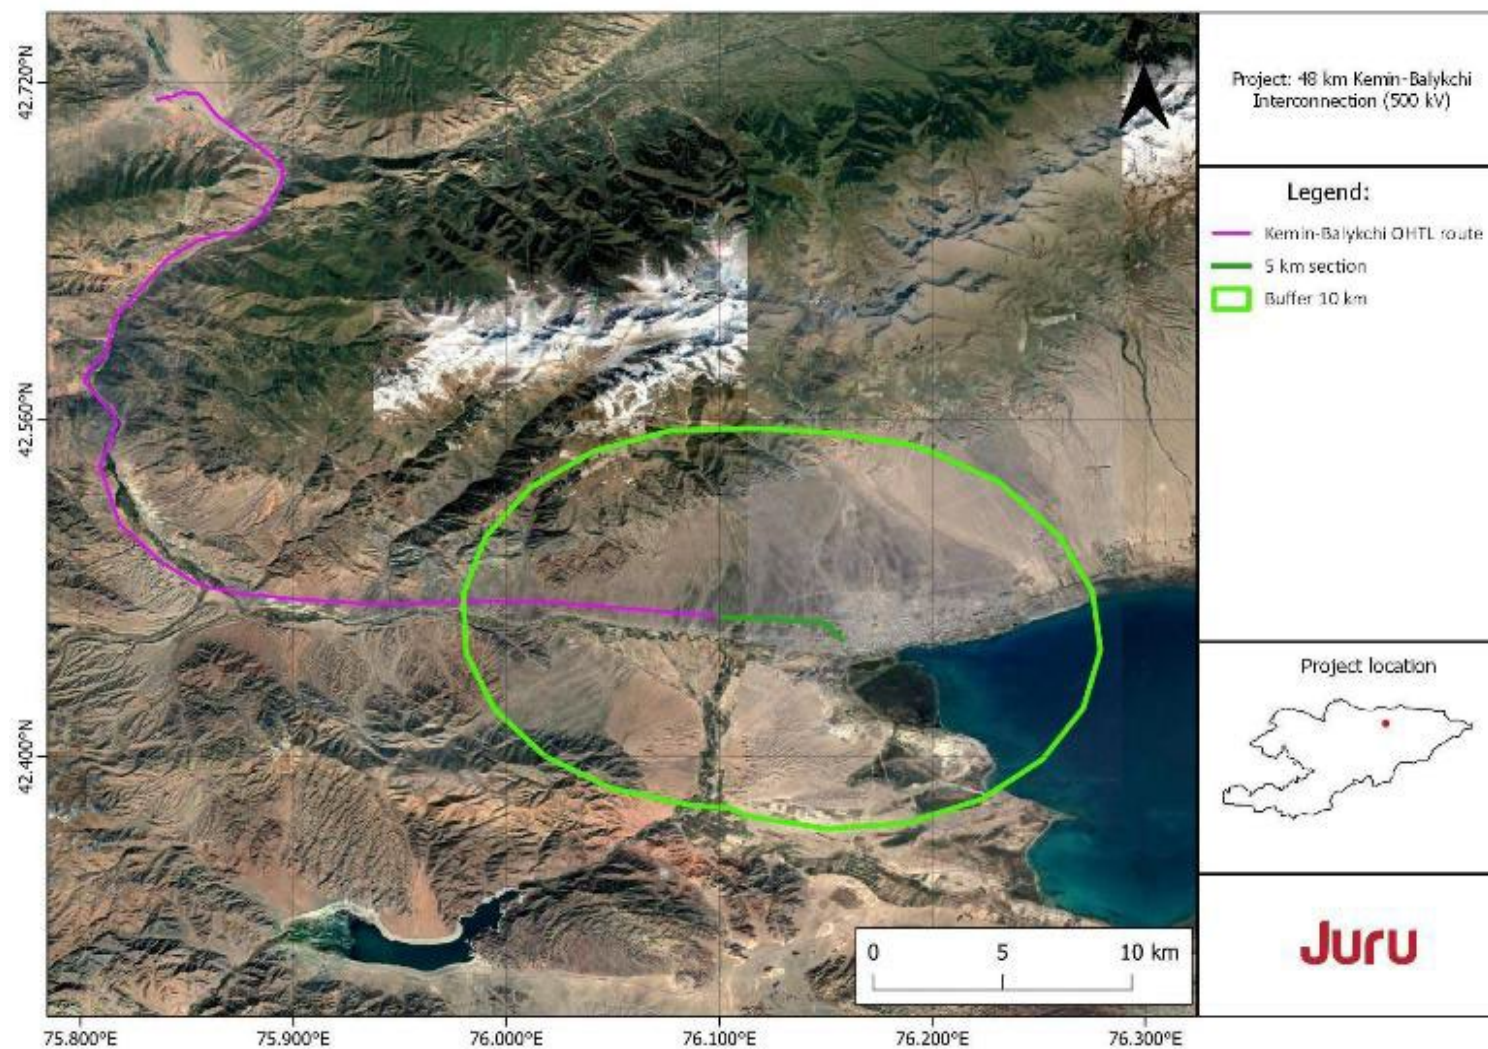 Project: 48 km Kemin-Balykchi
Interconnection (500 kV)
Legend:
Kemin-Balykchi OHTL route
5 km section
Buffer 10 km
Project location
Juru
42.720°N
42.560°N
42.400°N
0 5 10 km
75.800°E 75.900°E 76.000°E 76.100°E 76.200°E 76.300°E